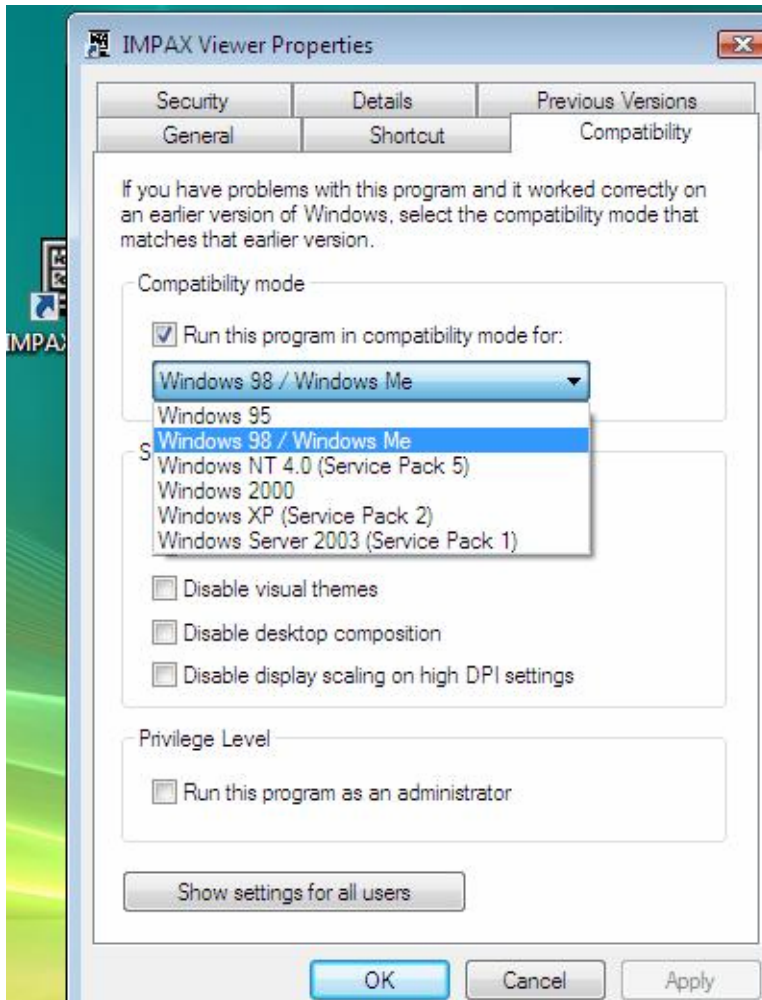 IMPAX Viewer Properties
Security Details Previous Versions
General Shortcut Compatibility
If you have problems with this program and it worked correctly on
an earlier version of Windows, select the compatibility mode that
matches that earlier version.
Compatibility mode
Run this program in compatibility mode for:
Windows 98 / Windows Me
Windows 95
Windows 98 / Windows Me
Windows NT 4.0 (Service Pack 5)
Windows 2000
Windows XP (Service Pack 2)
Windows Server 2003 (Service Pack 1)
Disable visual themes
Disable desktop composition
Disable display scaling on high DPI settings
Privilege Level
Run this program as an administrator
Show settings for all users
OK Cancel Apply